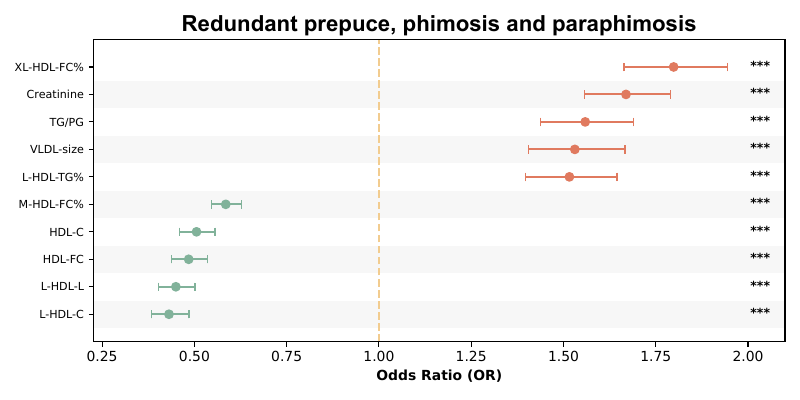 Redundant prepuce, phimosis and paraphimosis
XL-HDL-FC% ***
Creatinine ***
TG/PG ***
VLDL-size ***
L-HDL-TG% ***
M-HDL-FC% ***
HDL-C ***
HDL-FC ***
L-HDL-L ***
L-HDL-C ***
0.25 0.50 0.75 1.00 1.25 1.50 1.75 2.00
Odds Ratio (OR)